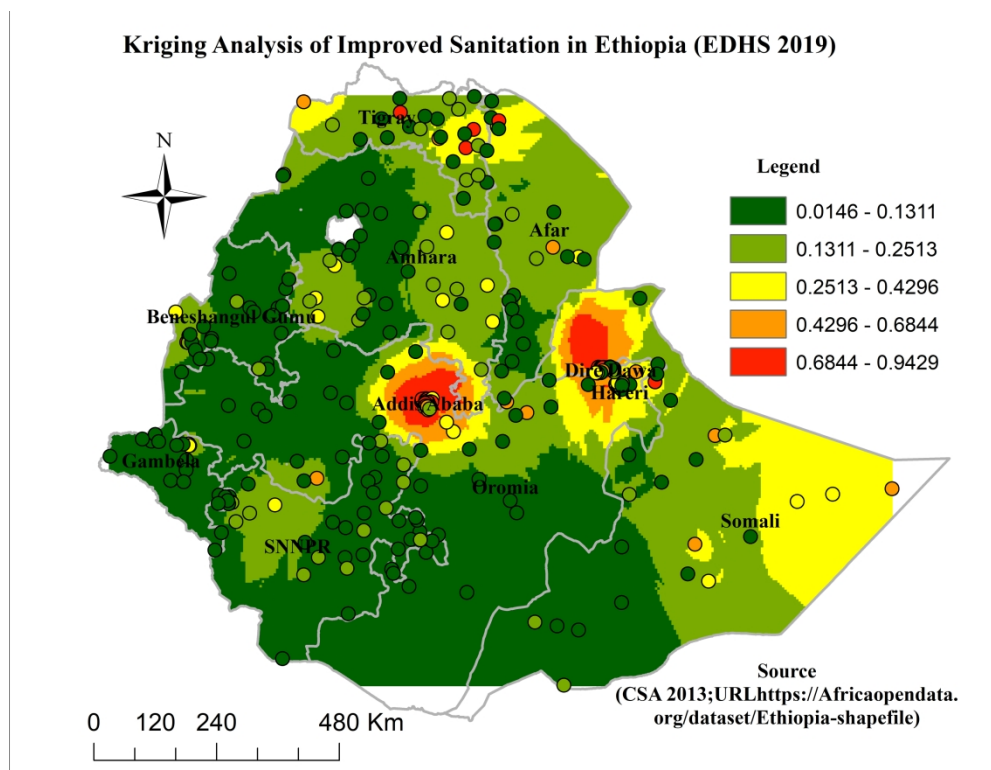 Kriging Analysis of Improved Sanitation in Ethiopia (EDHS 2019)
N
Tigray
Legend
0.0146 - 0.1311
0.1311 - 0.2513
0.2513 - 0.4296
0.4296 - 0.6844
0.6844 - 0.9429
Afar
Amhara
Beneshangul Gumu
Dire Dawa
Hareri
Addis Ababa
Gambela
Oromia
Somali
SNNPR
Source
(CSA 2013;URLhttps://Africaopendata.
org/dataset/Ethiopia-shapefile)
0 120 240 480 Km